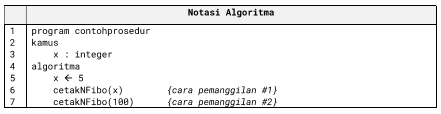 Notasi Algoritma
1 program contohprosedur
2 kamus
3 x : integer
4 algoritma
5 x ← 5
6 cetakNFibo(x) {cara pemanggilan #1}
7 cetakNFibo(100) {cara pemanggilan #2}